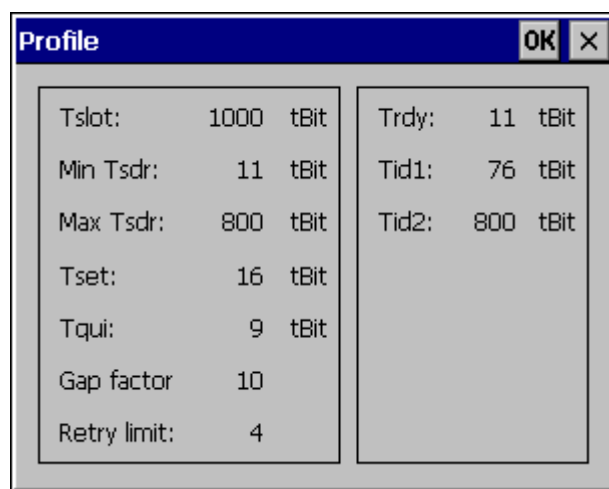 Profile OK ×
Tslot: 1000 tBit
Min Tsdr: 11 tBit
Max Tsdr: 800 tBit
Tset: 16 tBit
Tqui: 9 tBit
Gap factor 10
Retry limit: 4
Trdy: 11 tBit
Tid1: 76 tBit
Tid2: 800 tBit